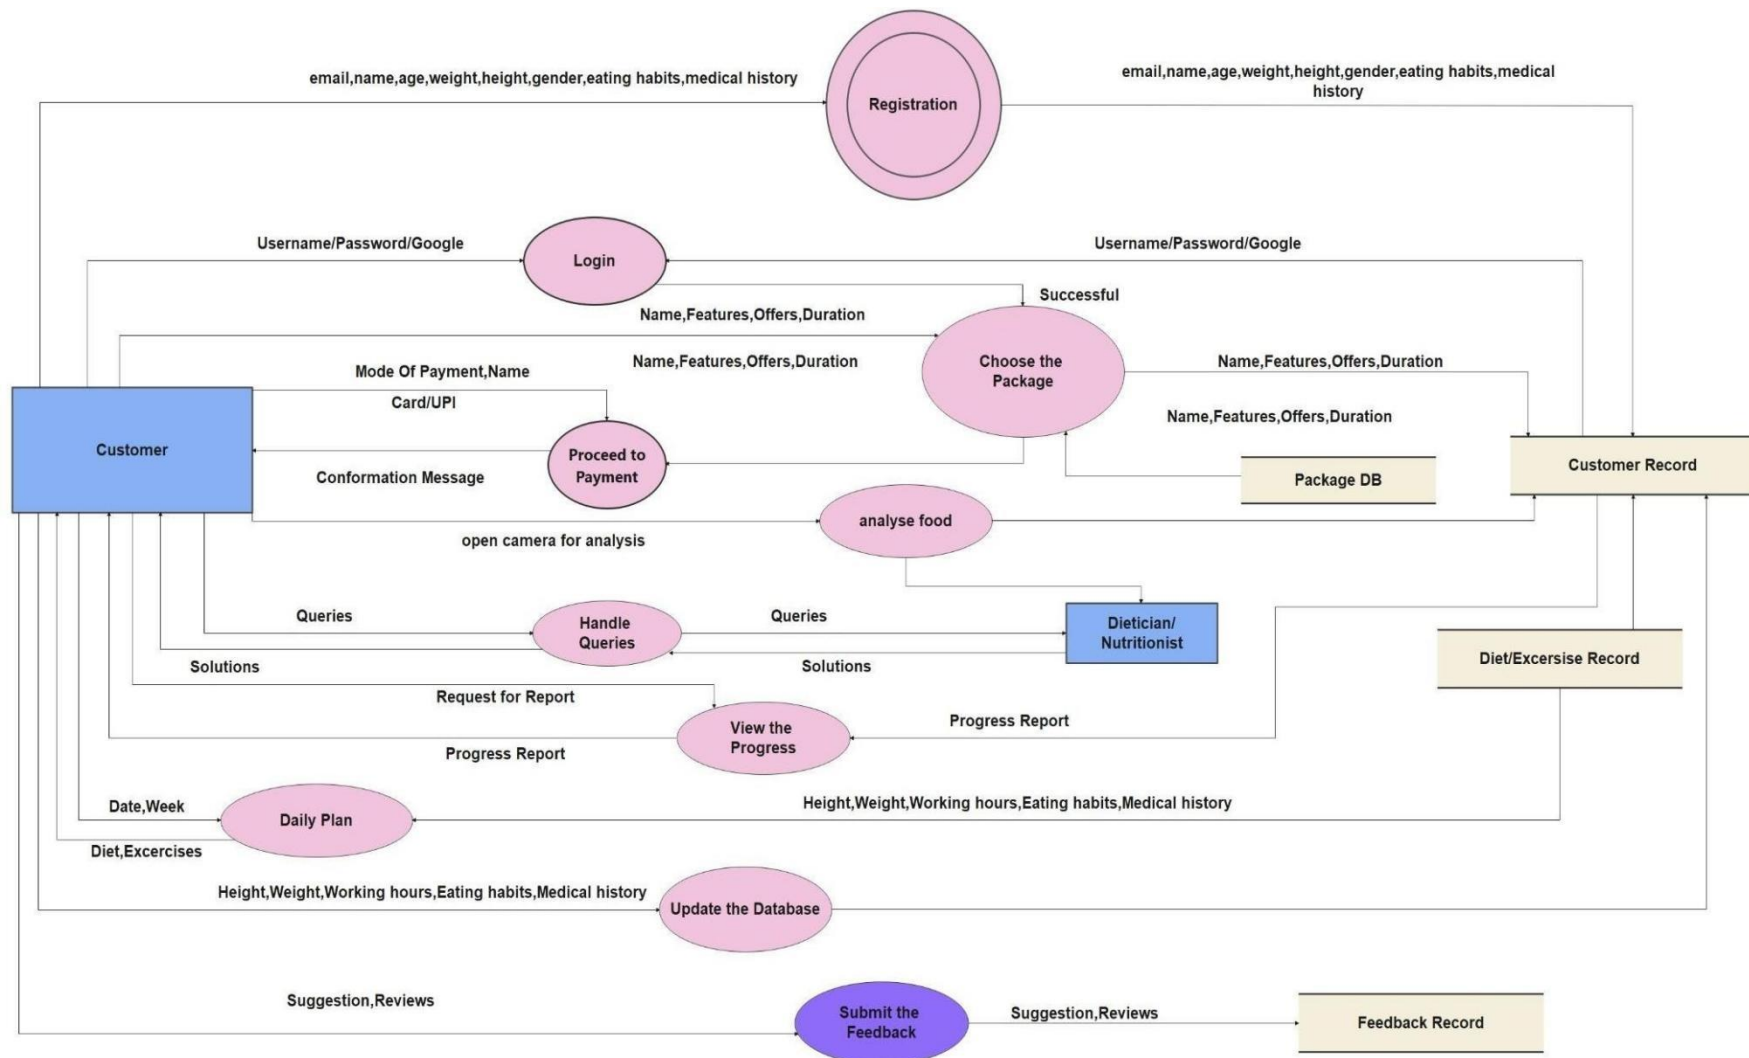 email,name,age,weight,height,gender,eating habits,medical history
email,name,age,weight,height,gender,eating habits,medical
history
Registration
Username/Password/Google
Login
Username/Password/Google
Successful
Name,Features,Offers,Duration
Name,Features,Offers,Duration
Choose the
Package
Name,Features,Offers,Duration
Mode Of Payment,Name
Card/UPI
Name,Features,Offers,Duration
Customer
Proceed to
Payment
Conformation Message
Package DB
Customer Record
open camera for analysis
analyse food
Queries
Handle
Queries
Queries
Dietician/
Nutritionist
Solutions
Solutions
Diet/Excersise Record
Request for Report
View the
Progress
Progress Report
Progress Report
Date,Week
Daily Plan
Height,Weight,Working hours,Eating habits,Medical history
Diet,Excercises
Height,Weight,Working hours,Eating habits,Medical history
Update the Database
Suggestion,Reviews
Submit the
Feedback
Suggestion,Reviews
Feedback Record